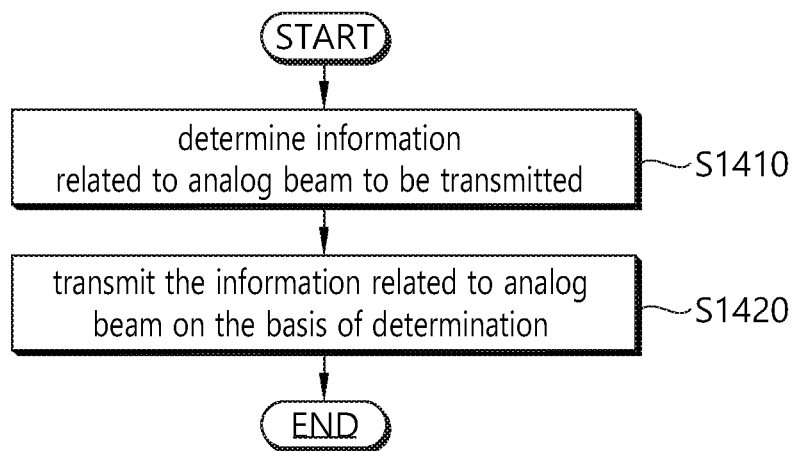 START
determine information
related to analog beam to be transmitted
S1410
transmit the information related to analog
beam on the basis of determination
S1420
END